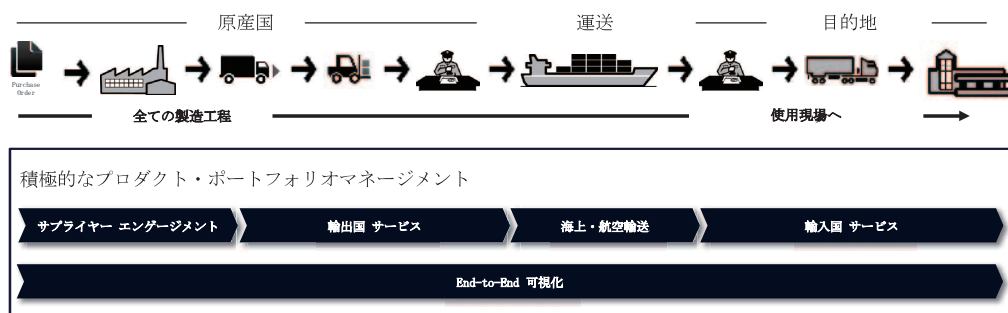 原産国
運送
目的地
Purchase
Order
全ての製造工程
使用現場へ
積極的なプロダクト・ポートフォリオマネージメント
サプライヤー エンゲージメント
輸出国 サービス
海上・航空輸送
輸入国 サービス
End-to-End 可視化